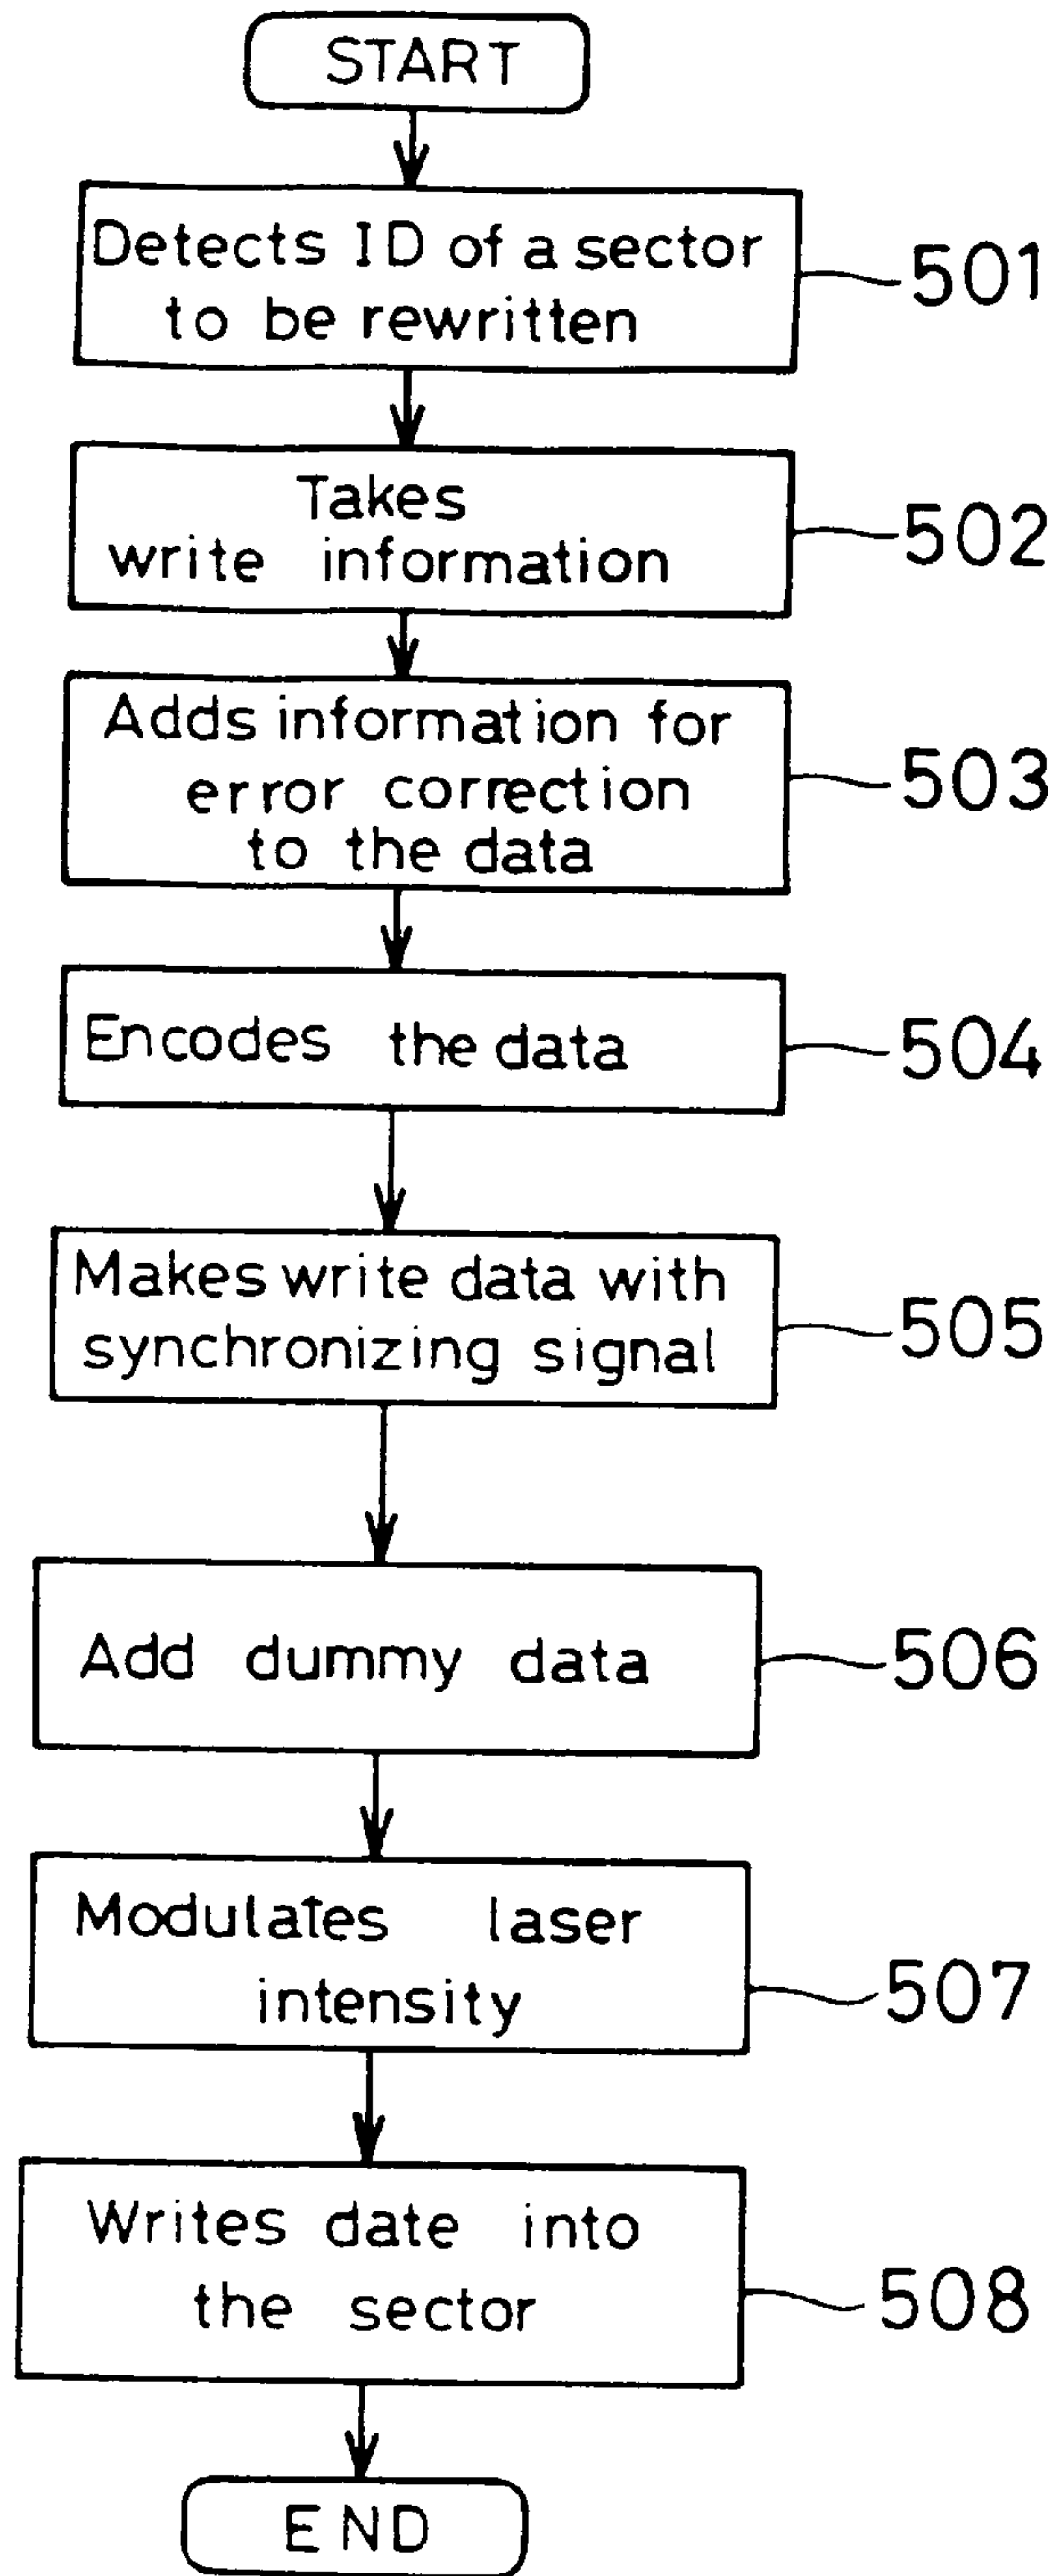 START
Detects ID of a sector
to be rewritten
501
Takes
write information
502
Adds information for
error correction
to the data
503
Encodes the data
504
Makes write data with
synchronizing signal
505
Add dummy data
506
Modulates laser
intensity
507
Writes date into
the sector
508
END